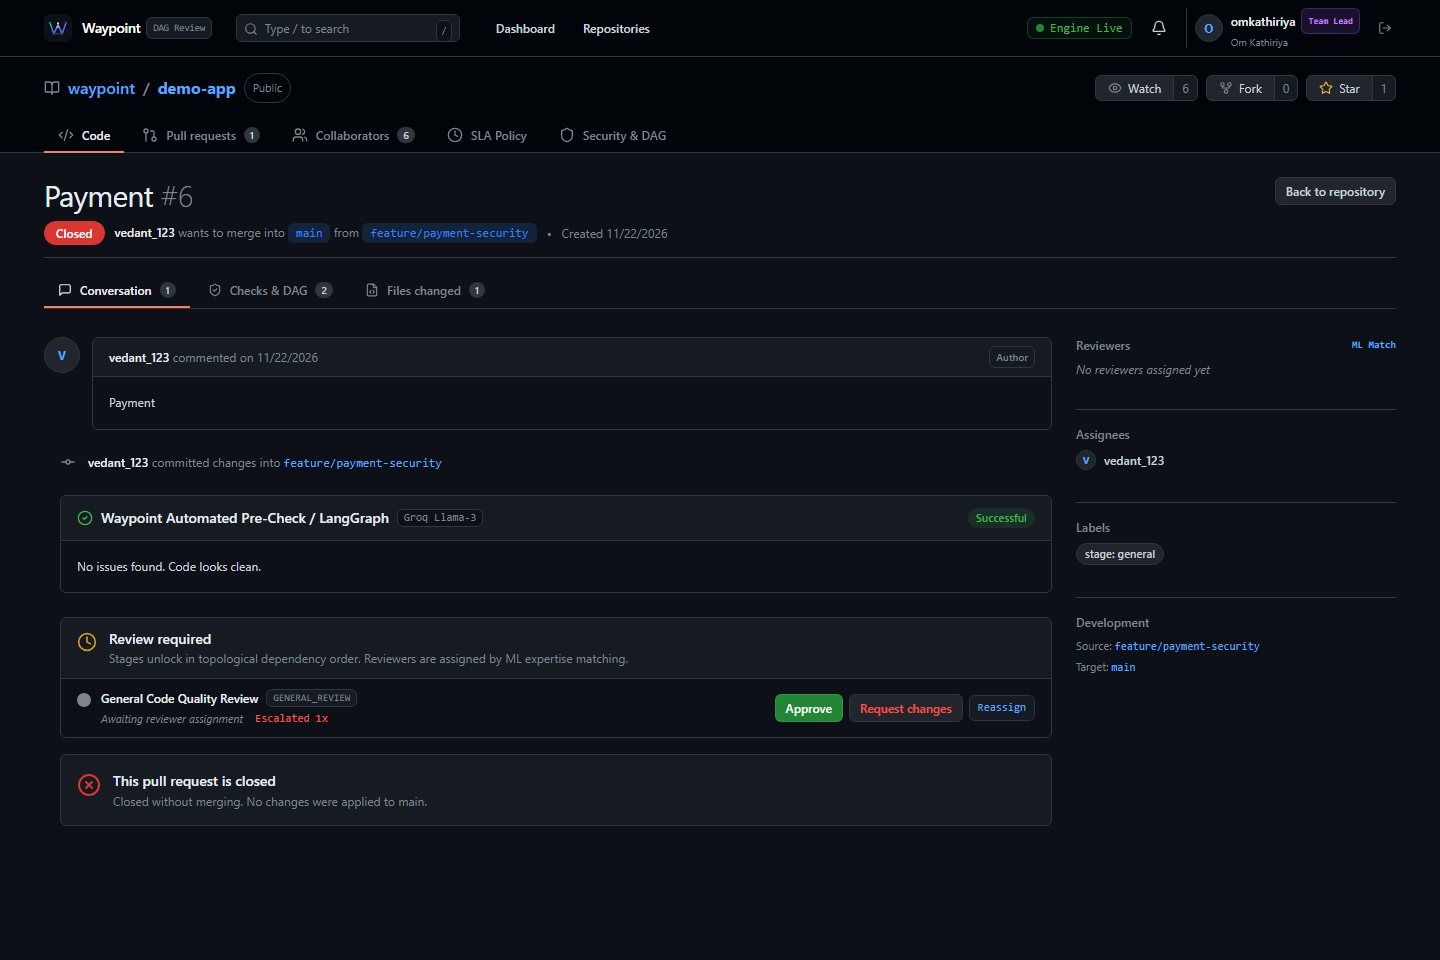 Waypoint DAG Review Type / to search / Dashboard Repositories Engine Live O omkathiriya Team Lead
Om Kathiriya
waypoint / demo-app Public Watch 6 Fork 0 Star 1
Code Pull requests 1 Collaborators 6 SLA Policy Security & DAG
Payment #6 Back to repository
Closed vedant_123 wants to merge into main from feature/payment-security • Created 11/22/2026
Conversation 1 Checks & DAG 2 Files changed 1
V vedant_123 commented on 11/22/2026 Author
Payment
vedant_123 committed changes into feature/payment-security
Waypoint Automated Pre-Check / LangGraph Groq Llama-3 Successful
No issues found. Code looks clean.
Review required
Stages unlock in topological dependency order. Reviewers are assigned by ML expertise matching.
General Code Quality Review GENERAL_REVIEW
Awaiting reviewer assignment Escalated 1x
Approve Request changes Reassign
This pull request is closed
Closed without merging. No changes were applied to main.
Reviewers ML Match
No reviewers assigned yet
Assignees
V vedant_123
Labels
stage: general
Development
Source: feature/payment-security
Target: main